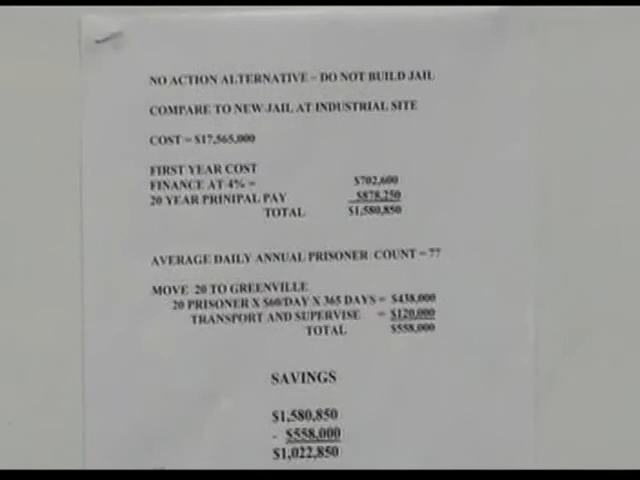 NO ACTION ALTERNATIVE – DO NOT BUILD JAIL
COMPARE TO NEW JAIL AT INDUSTRIAL SITE
COST = $17,565,000
FIRST YEAR COST
FINANCE AT 4% = $702,600
20 YEAR PRINIPAL PAY $878,250
TOTAL $1,580,850
AVERAGE DAILY ANNUAL PRISONER COUNT = 77
MOVE 20 TO GREENVILLE
20 PRISONER X $60/DAY X 365 DAYS = $438,000
TRANSPORT AND SUPERVISE = $120,000
TOTAL $558,000
SAVINGS
$1,580,850
- $558,000
$1,022,850